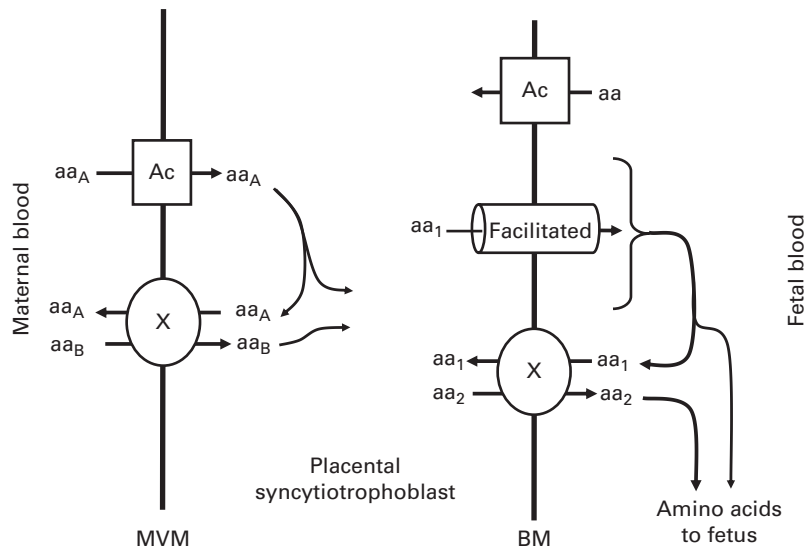 Ac
aa
aaA
Ac
aaA
aa1
Facilitated
Maternal blood
Fetal blood
aaA
X
aaA
aaB
aaB
aa1
X
aa1
aa2
aa2
Placental
syncytiotrophoblast
Amino acids
to fetus
MVM
BM